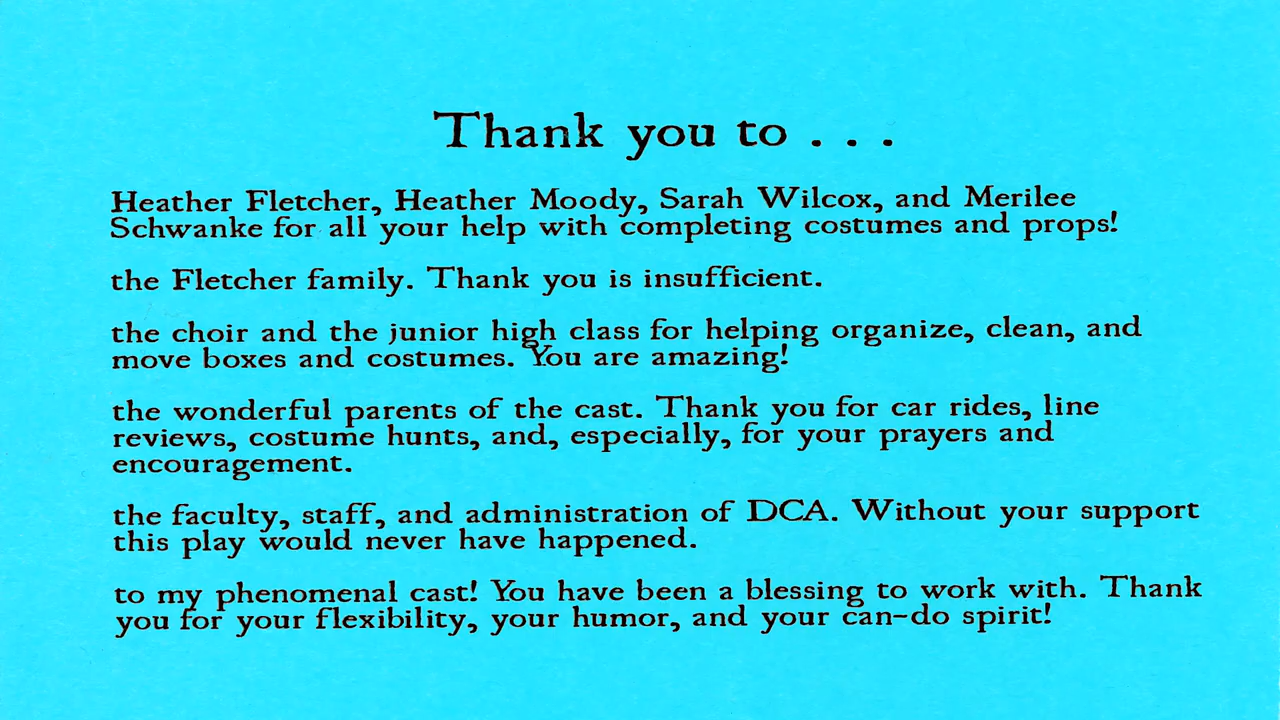 Thank you to . . .
Heather Fletcher, Heather Moody, Sarah Wilcox, and Merilee
Schwanke for all your help with completing costumes and props!
the Fletcher family. Thank you is insufficient.
the choir and the junior high class for helping organize, clean, and
move boxes and costumes. You are amazing!
the wonderful parents of the cast. Thank you for car rides, line
reviews, costume hunts, and, especially, for your prayers and
encouragement.
the faculty, staff, and administration of DCA. Without your support
this play would never have happened.
to my phenomenal cast! You have been a blessing to work with. Thank
you for your flexibility, your humor, and your can-do spirit!